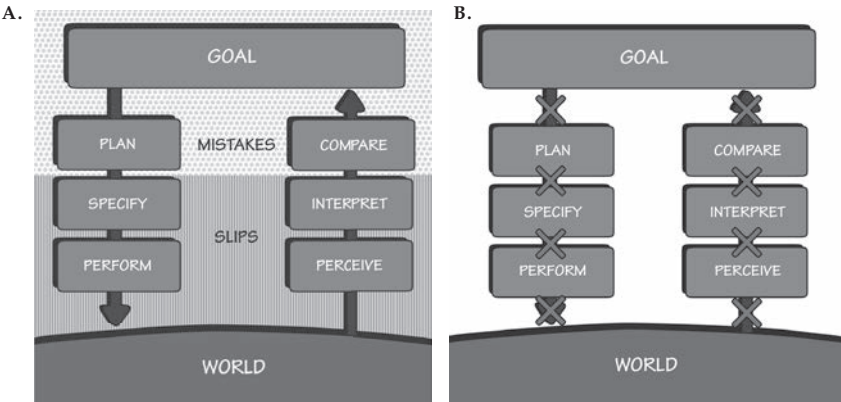 A.
GOAL
PLAN
MISTAKES
COMPARE
SPECIFY
INTERPRET
SLIPS
PERFORM
PERCEIVE
WORLD
B.
GOAL
PLAN
COMPARE
SPECIFY
INTERPRET
PERFORM
PERCEIVE
WORLD